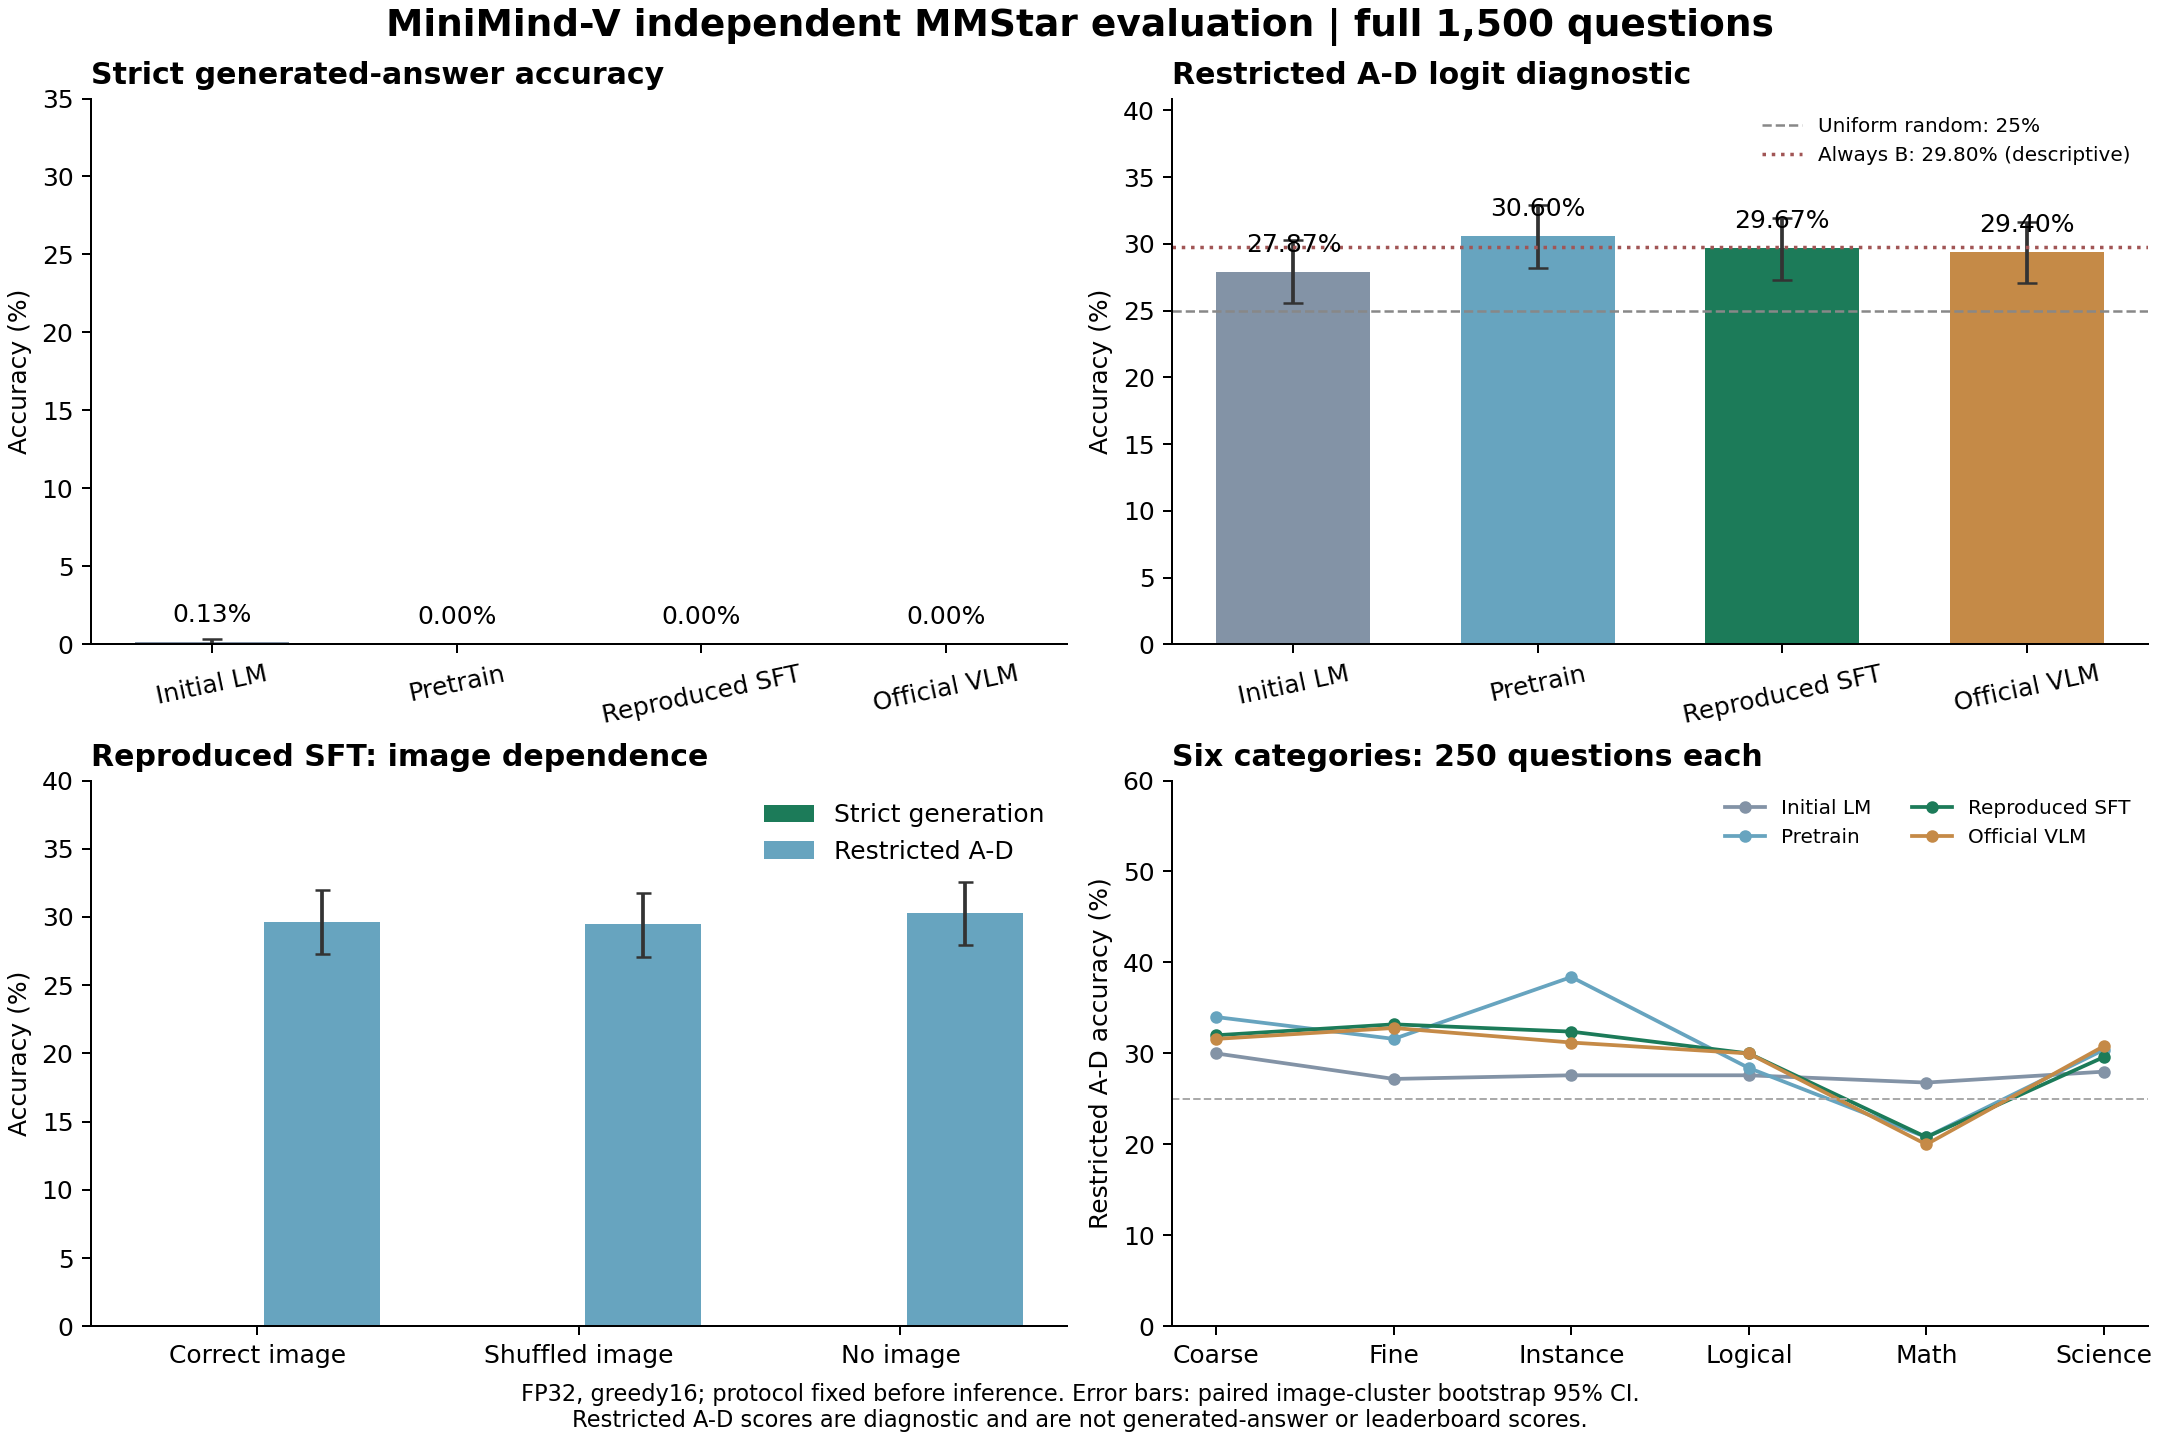 MiniMind-V independent MMStar evaluation | full 1,500 questions
Strict generated-answer accuracy
Accuracy (%)
35
30
25
20
15
10
5
0
0.13%
0.00%
0.00%
0.00%
Initial LM
Pretrain
Reproduced SFT
Official VLM
Restricted A-D logit diagnostic
Accuracy (%)
40
35
30
25
20
15
10
5
0
Uniform random: 25%
Always B: 29.80% (descriptive)
27.87%
30.60%
29.67%
29.40%
Initial LM
Pretrain
Reproduced SFT
Official VLM
Reproduced SFT: image dependence
Accuracy (%)
40
35
30
25
20
15
10
5
0
Strict generation
Restricted A-D
Correct image
Shuffled image
No image
Six categories: 250 questions each
Restricted A-D accuracy (%)
60
50
40
30
20
10
0
Initial LM
Pretrain
Reproduced SFT
Official VLM
Coarse
Fine
Instance
Logical
Math
Science
FP32, greedy16; protocol fixed before inference. Error bars: paired image-cluster bootstrap 95% CI.
Restricted A-D scores are diagnostic and are not generated-answer or leaderboard scores.